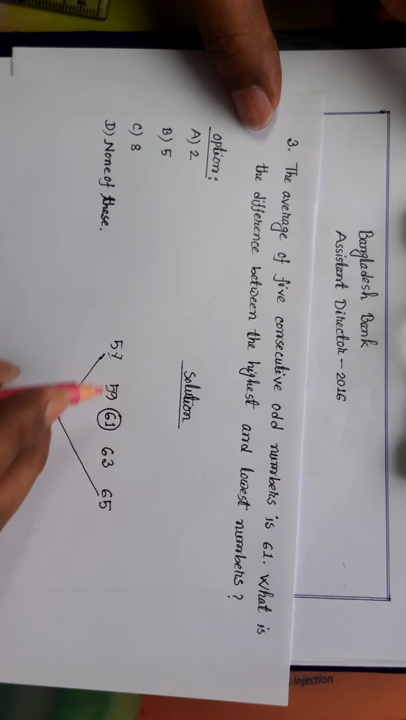 Bangladesh Bank
Assistant Director - 2016
3. The average of five consecutive odd numbers is 61. What is
the difference between the highest and lowest numbers?
option:
A) 2
B) 5
C) 8
D) None of these.
Solution
57 59 61 63 65
Injection